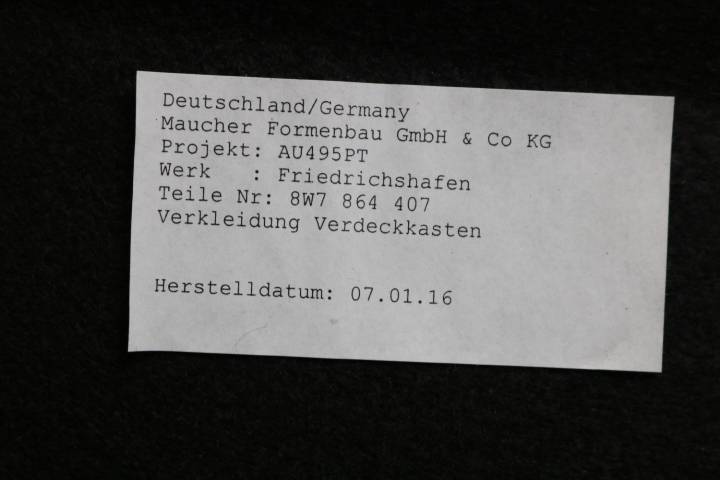 Deutschland/Germany
Maucher Formenbau GmbH & Co KG
Projekt: AU495PT
Werk   : Friedrichshafen
Teile Nr: 8W7 864 407
Verkleidung Verdeckkasten
Herstelldatum: 07.01.16